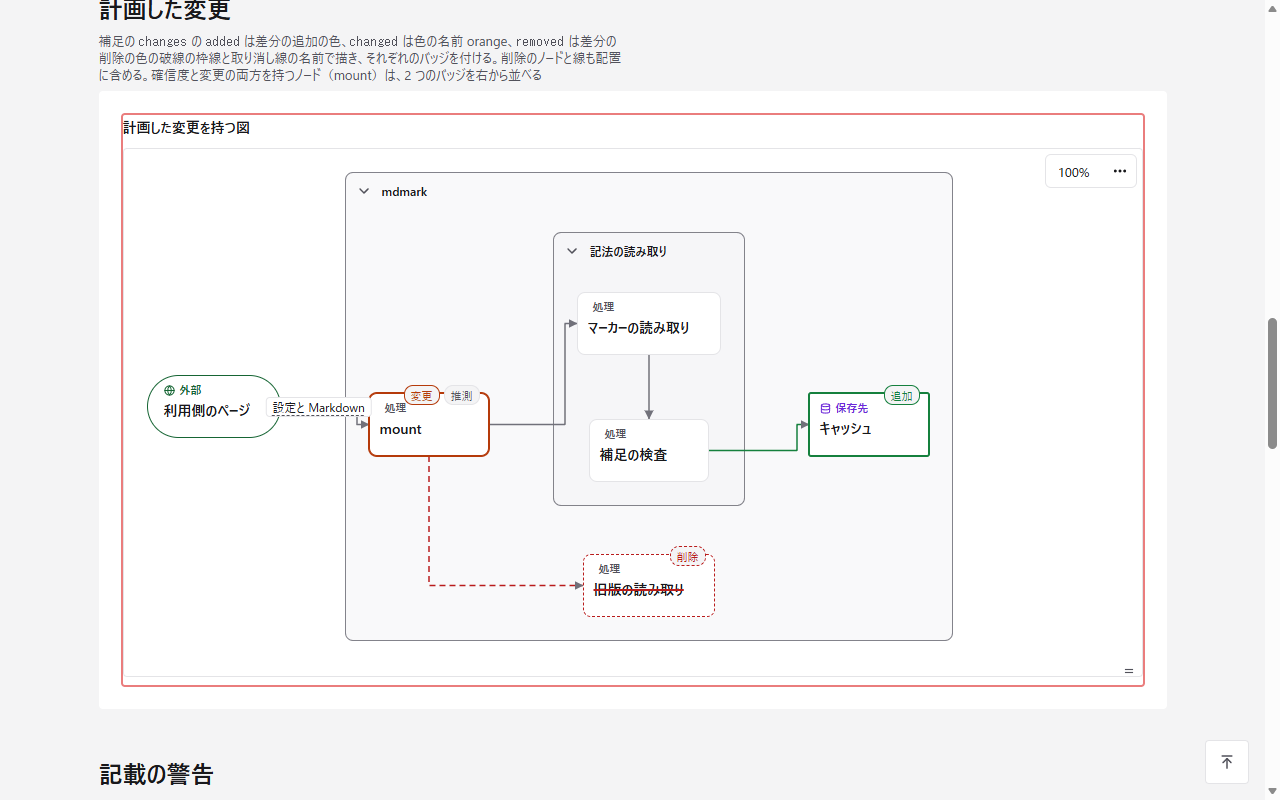 計画した変更
補足の changes の added は差分の追加の色、changed は色の名前 orange、removed は差分の
削除の色の破線の枠線と取り消し線の名前で描き、それぞれのバッジを付ける。削除のノードと線も配置
に含める。確信度と変更の両方を持つノード（mount）は、2 つのバッジを右から並べる
計画した変更を持つ図
100%
mdmark
記法の読み取り
処理
マーカーの読み取り
外部
利用側のページ
設定と Markdown
変更
推測
処理
mount
処理
補足の検査
追加
保存先
キャッシュ
削除
処理
旧版の読み取り
記載の警告